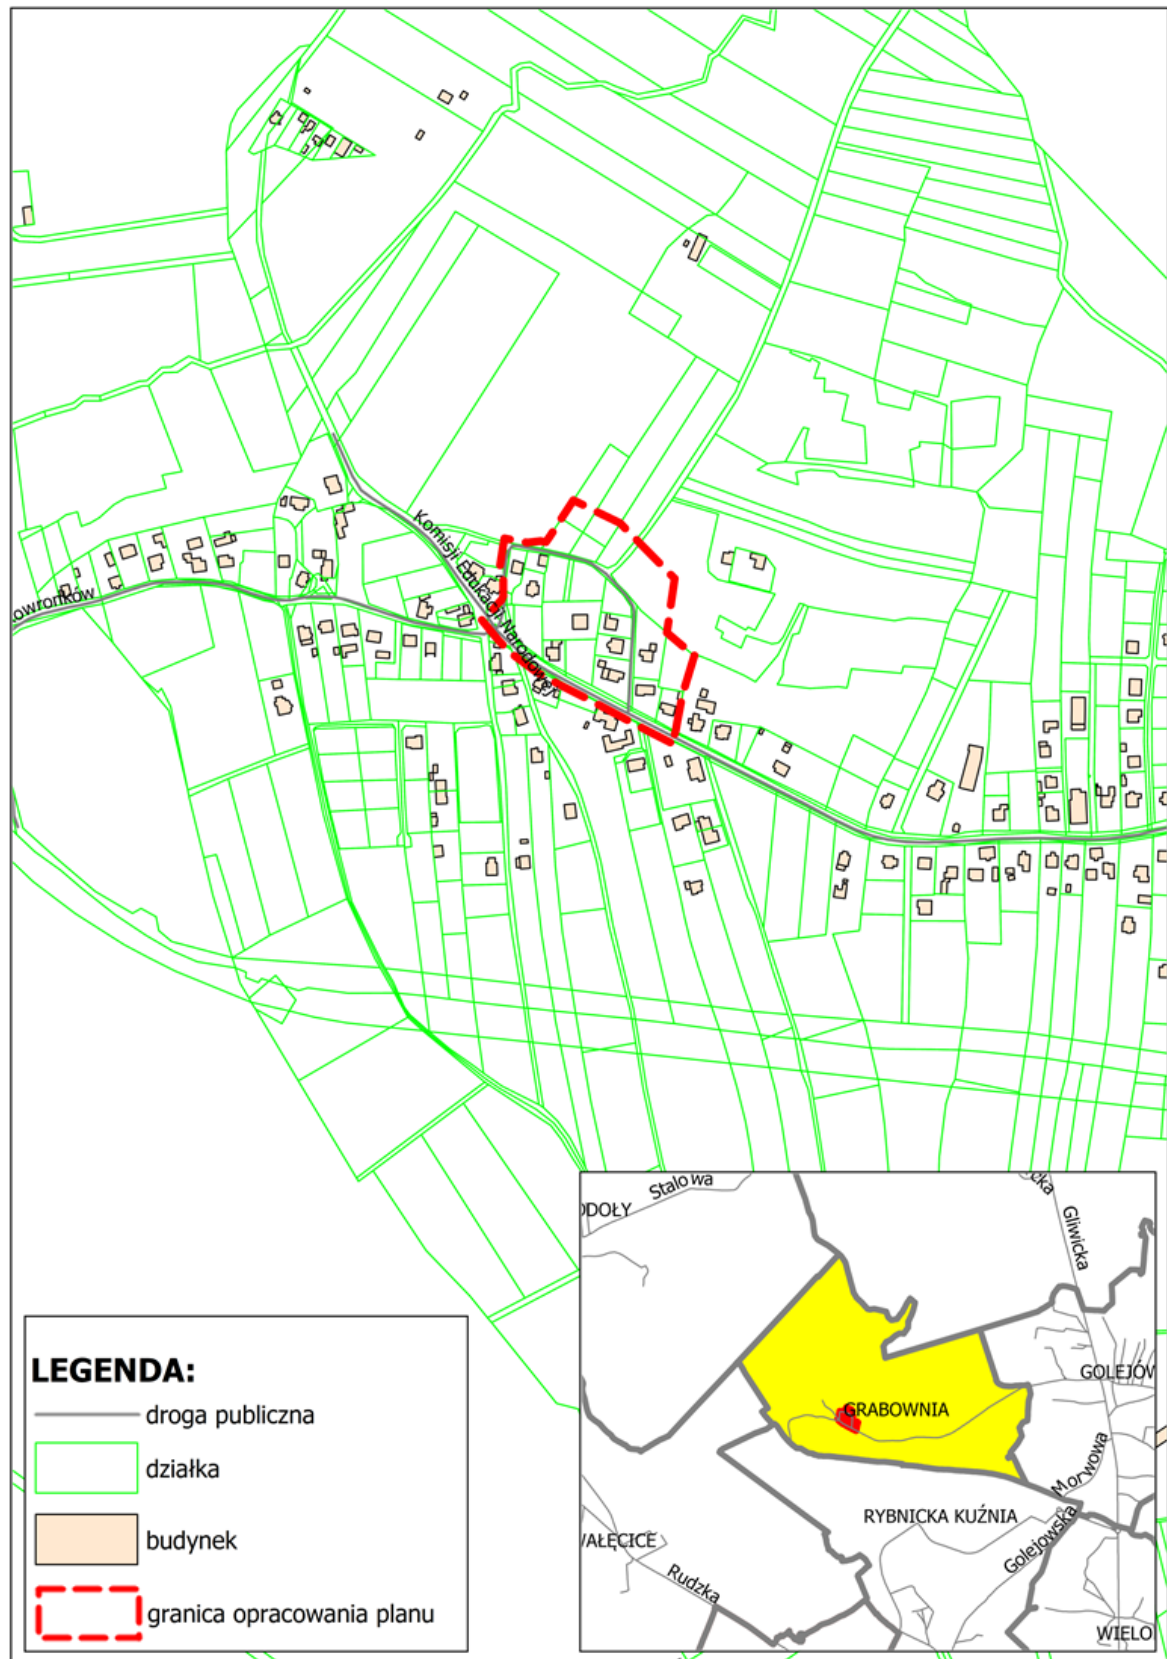 Komisji Edukacji Narodowej
owronków
LEGENDA:
droga publiczna
działka
budynek
granica opracowania planu
Stalowa
cka
DOŁY
Gliwicka
GOLEJÓW
GRABOWNIA
Morwowa
RYBNICKA KUŹNIA
Golejowska
WAŁĘCICE
Rudzka
WIELO